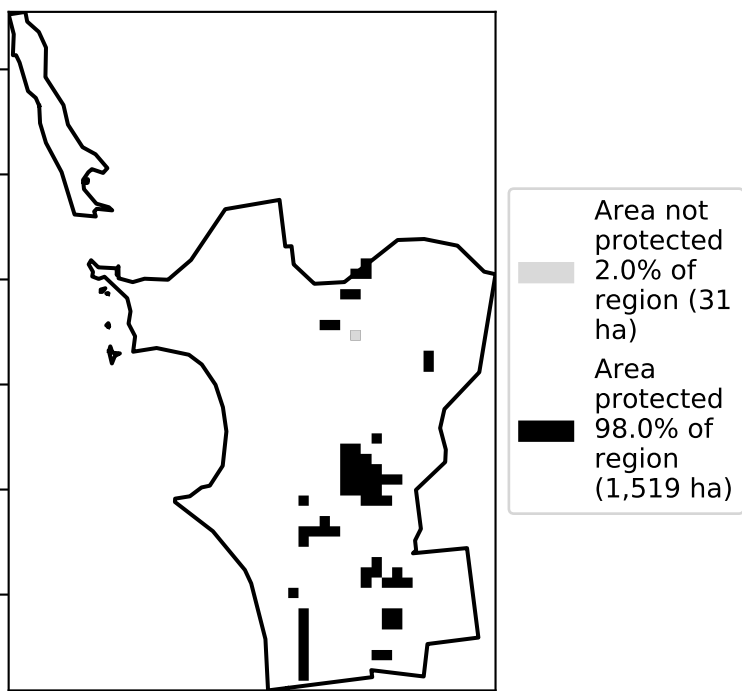 Area not
protected
2.0% of
region (31
ha)
Area
protected
98.0% of
region
(1,519 ha)